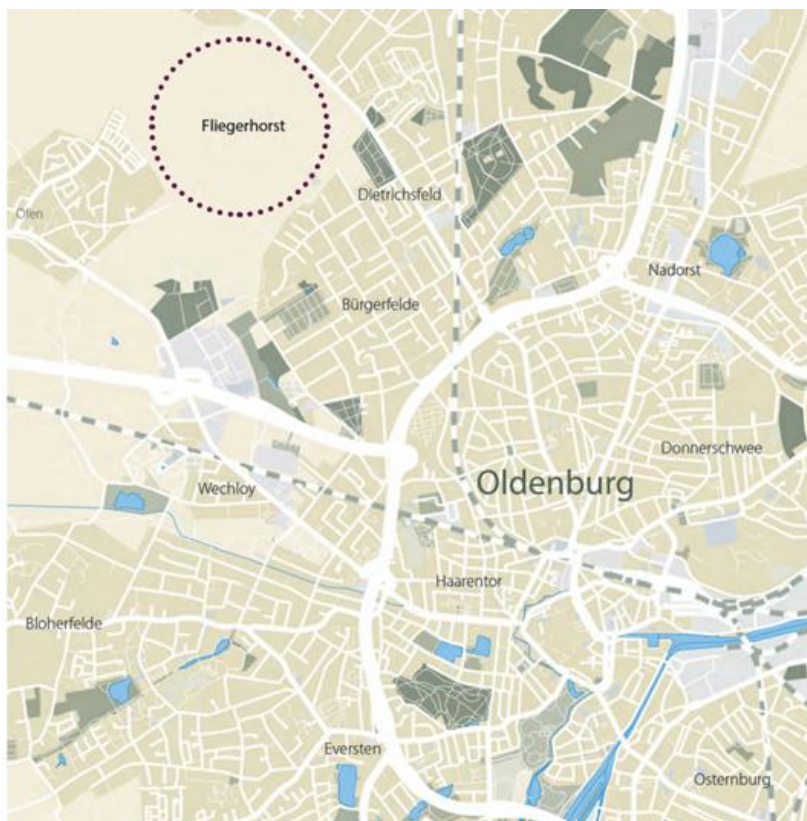 Fliegerhorst
Dietrichsfeld
Ofen
Nadorst
Bürgerfelde
Donnerschwee
Oldenburg
Wechloy
Haarentor
Bloherfelde
Eversten
Osternburg